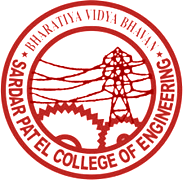 BHARATIYA VIDYA BHAVAN'S
SARDAR PATEL COLLEGE OF ENGINEERING